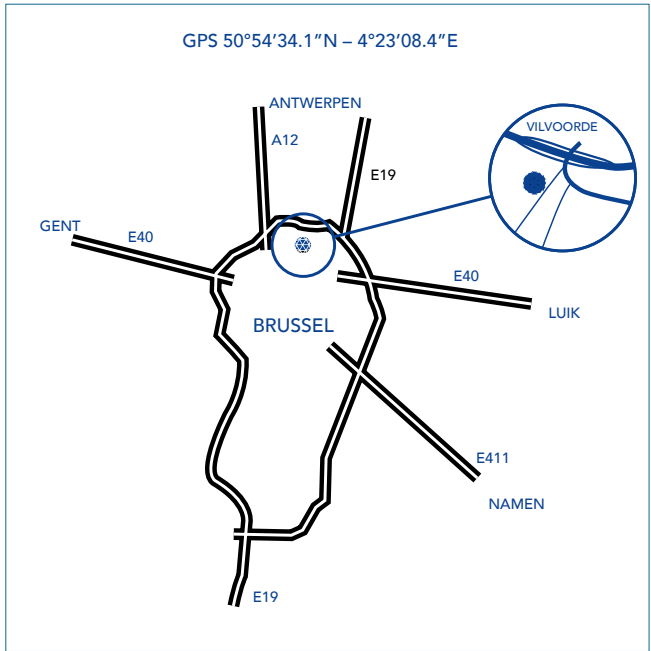 GPS 50°54’34.1”N – 4°23’08.4”E
ANTWERPEN
A12
VILVOORDE
E19
GENT
E40
E40
LUIK
BRUSSEL
E411
NAMEN
E19